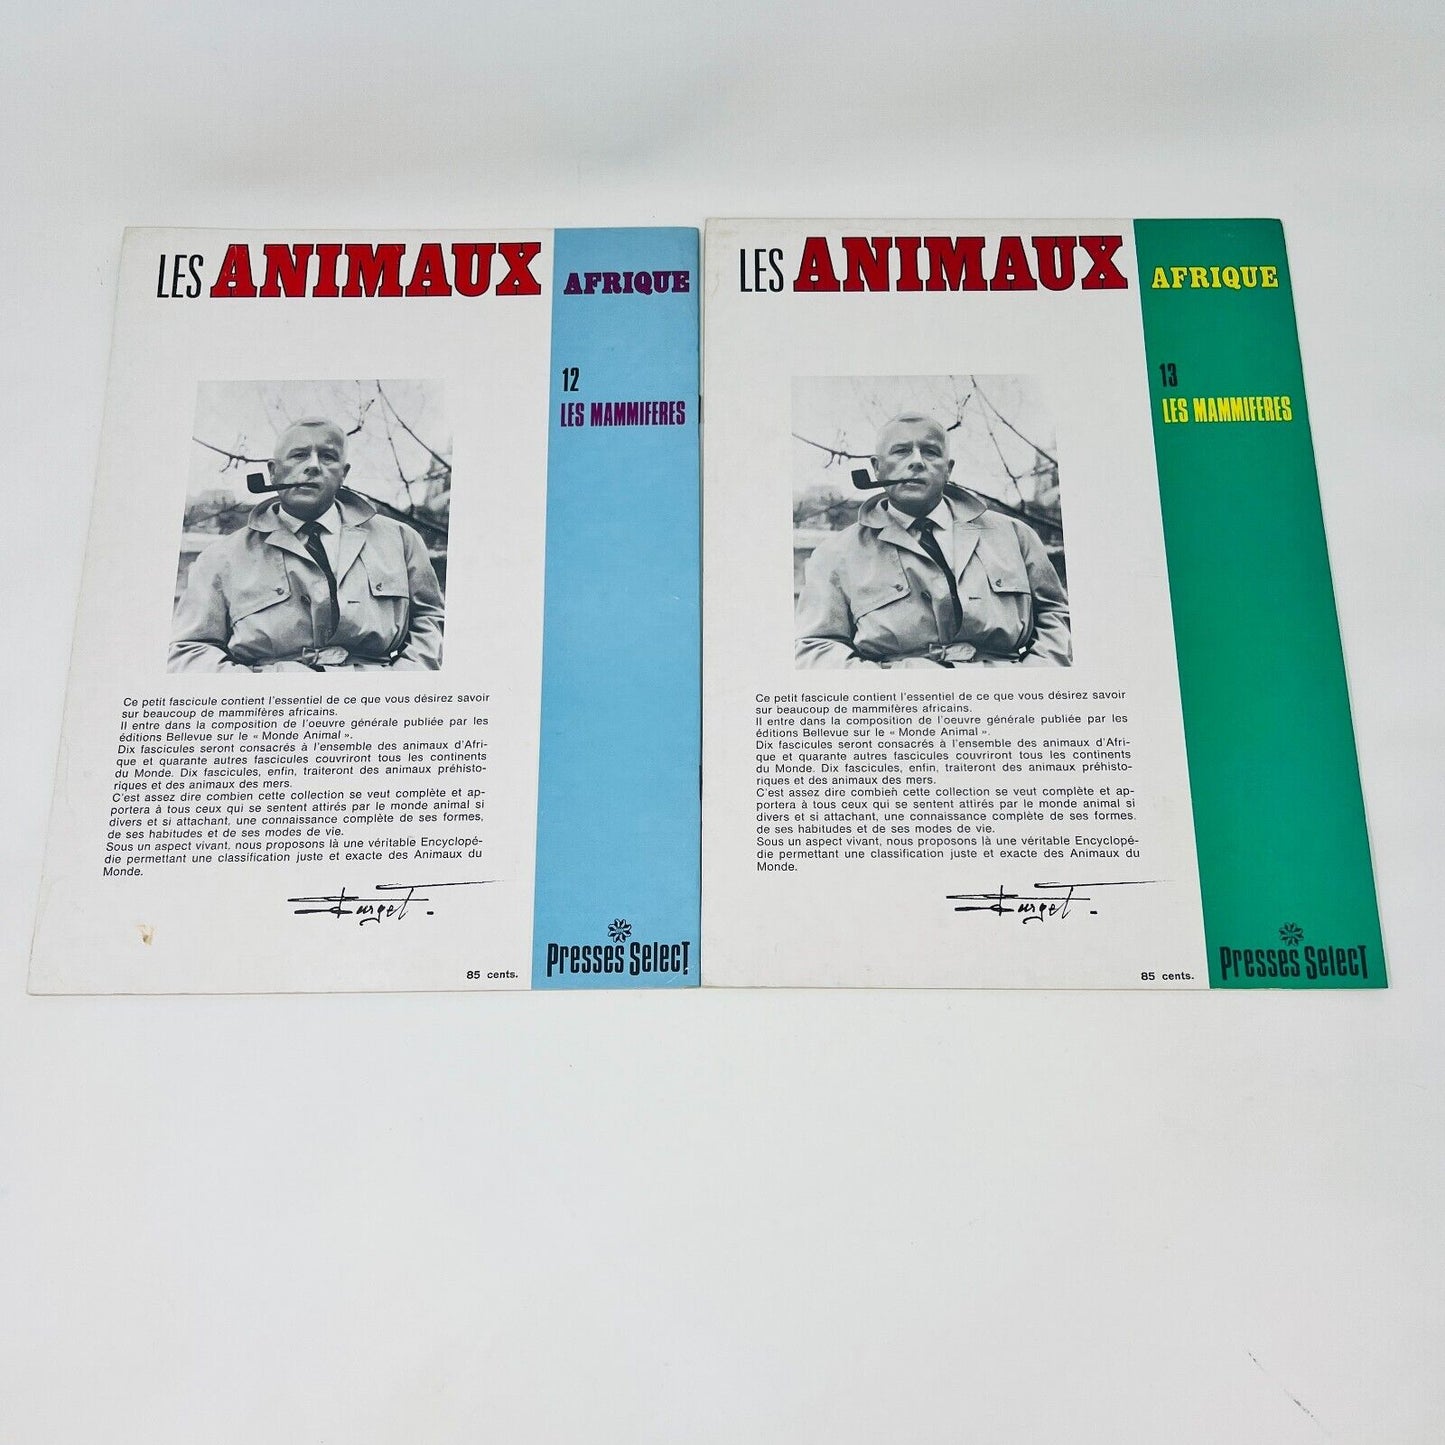 LES ANIMAUX
AFRIQUE
12
LES MAMMIFERES
Ce petit fascicule contient l'essentiel de ce que vous désirez savoir
sur beaucoup de mammifères africains.
Il entre dans la composition de l'oeuvre générale publiée par les
éditions Bellevue sur le « Monde Animal ».
Dix fascicules seront consacrés à l'ensemble des animaux d'Afri-
que et quarante autres fascicules couvriront tous les continents
du Monde. Dix fascicules, enfin, traiteront des animaux préhisto-
riques et des animaux des mers.
C'est assez dire combien cette collection se veut complète et ap-
portera à tous ceux qui se sentent attirés par le monde animal si
divers et si attachant, une connaissance complète de ses formes,
de ses habitudes et de ses modes de vie.
Sous un aspect vivant, nous proposons là une véritable Encyclopé-
die permettant une classification juste et exacte des Animaux du
Monde.
85 cents.
Presses Select
LES ANIMAUX
AFRIQUE
13
LES MAMMIFERES
Ce petit fascicule contient l'essentiel de ce que vous désirez savoir
sur beaucoup de mammifères africains.
Il entre dans la composition de l'oeuvre générale publiée par les
éditions Bellevue sur le « Monde Animal ».
Dix fascicules seront consacrés à l'ensemble des animaux d'Afri-
que et quarante autres fascicules couvriront tous les continents
du Monde. Dix fascicules, enfin, traiteront des animaux préhisto-
riques et des animaux des mers.
C'est assez dire combien cette collection se veut complète et ap-
portera à tous ceux qui se sentent attirés par le monde animal si
divers et si attachant, une connaissance complète de ses formes.
de ses habitudes et de ses modes de vie.
Sous un aspect vivant, nous proposons là une véritable Encyclopé-
die permettant une classification juste et exacte des Animaux du
Monde.
85 cents.
Presses Select